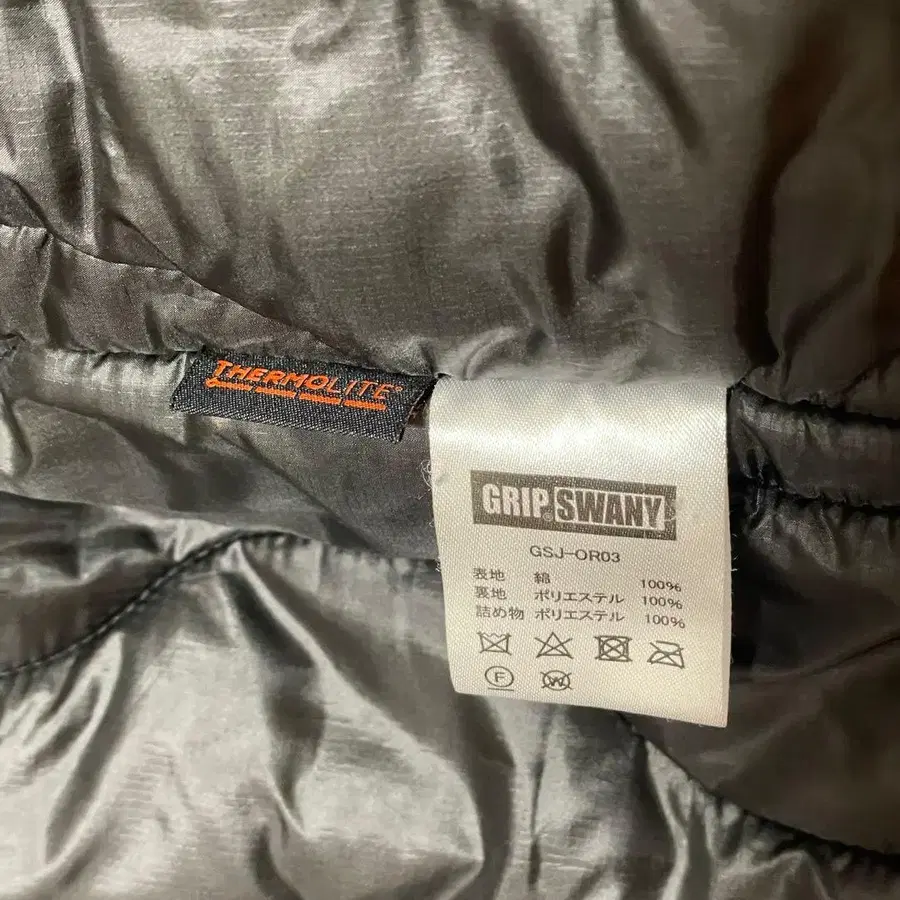 THERMOLITE
GRIP SWANY
GSJ-OR03
表地 綿 100%
裏地 ポリエステル 100%
詰め物 ポリエステル 100%
F W